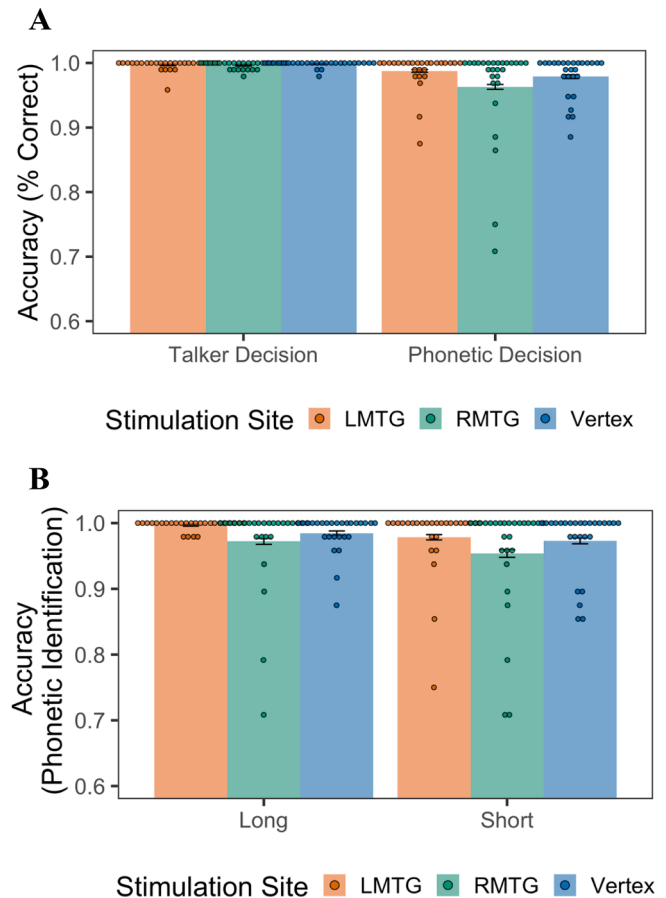 A
Accuracy (% Correct)
1.0
0.9
0.8
0.7
0.6
Talker Decision Phonetic Decision
Stimulation Site LMTG RMTG Vertex
B
Accuracy
(Phonetic Identification)
1.0
0.9
0.8
0.7
0.6
Long Short
Stimulation Site LMTG RMTG Vertex